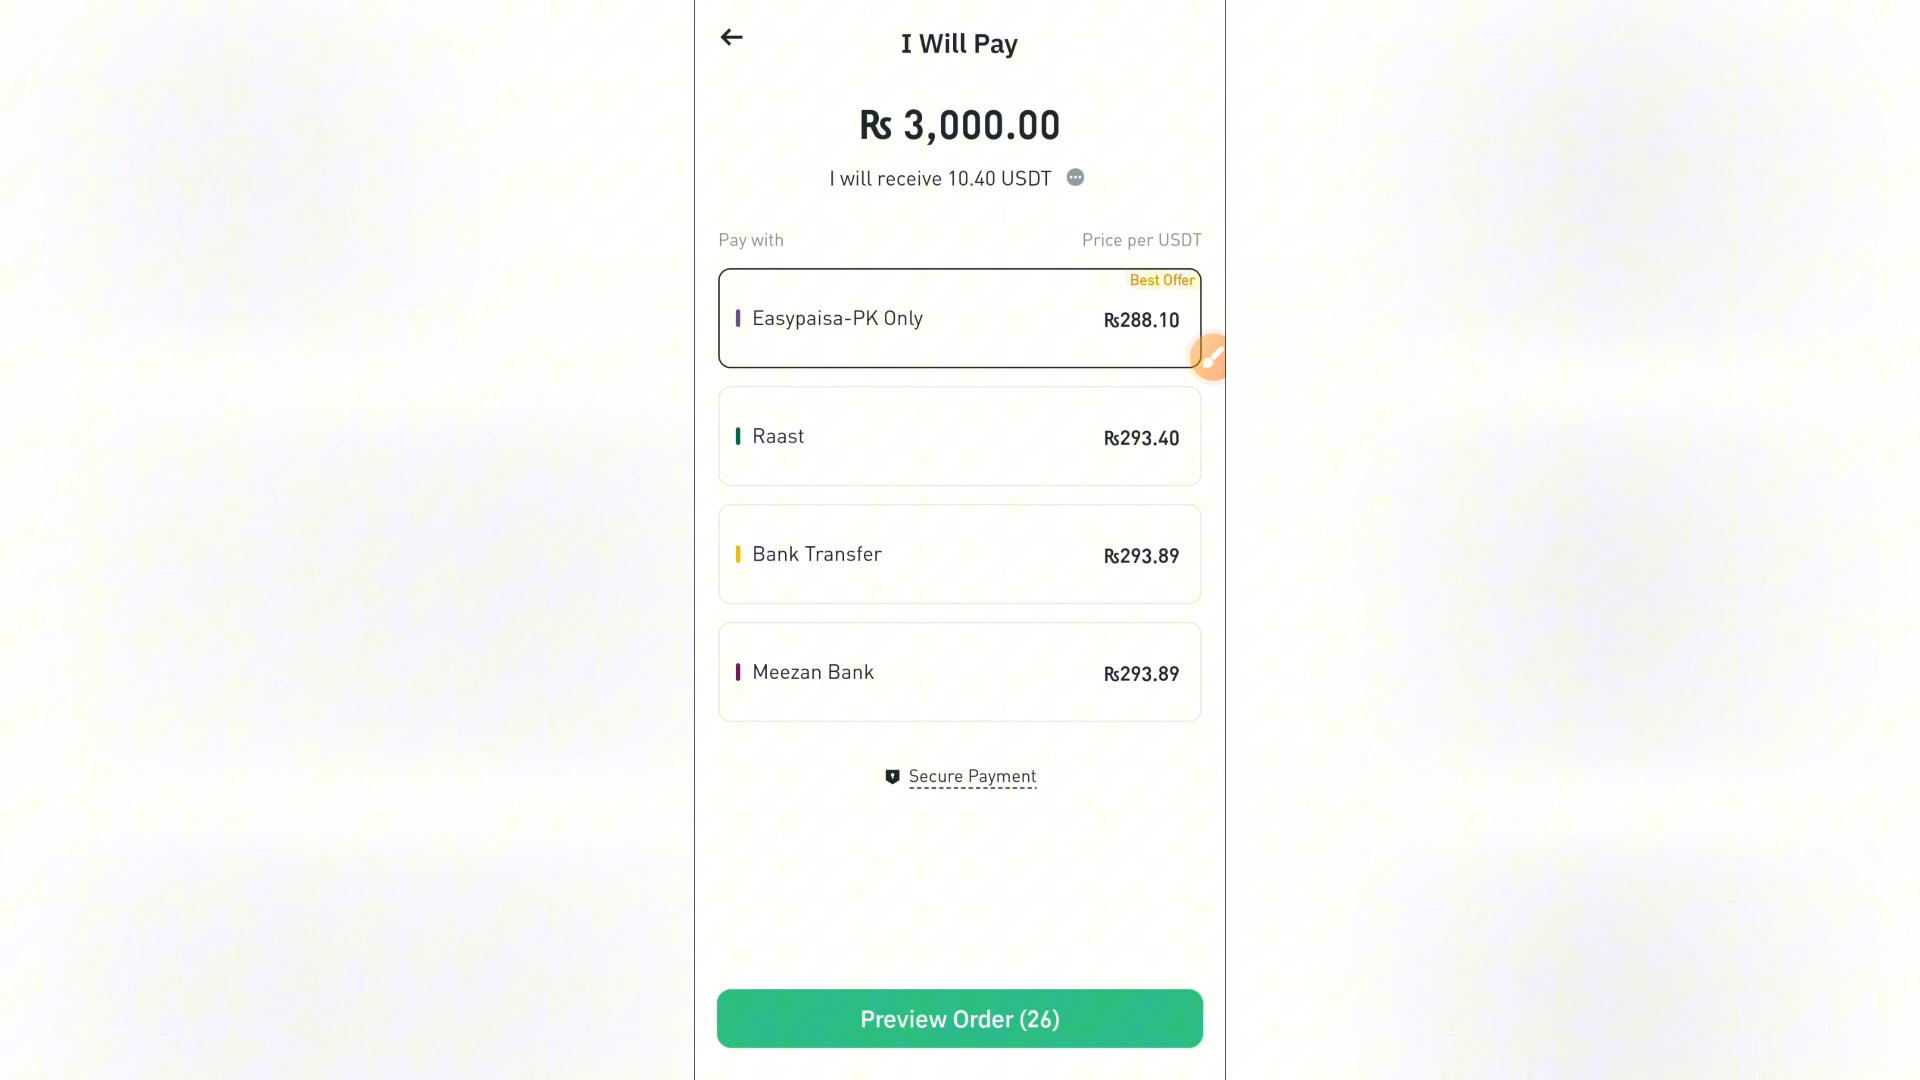 I Will Pay
₨ 3,000.00
I will receive 10.40 USDT
Pay with Price per USDT
Best Offer
Easypaisa-PK Only ₨288.10
Raast ₨293.40
Bank Transfer ₨293.89
Meezan Bank ₨293.89
Secure Payment
Preview Order (26)